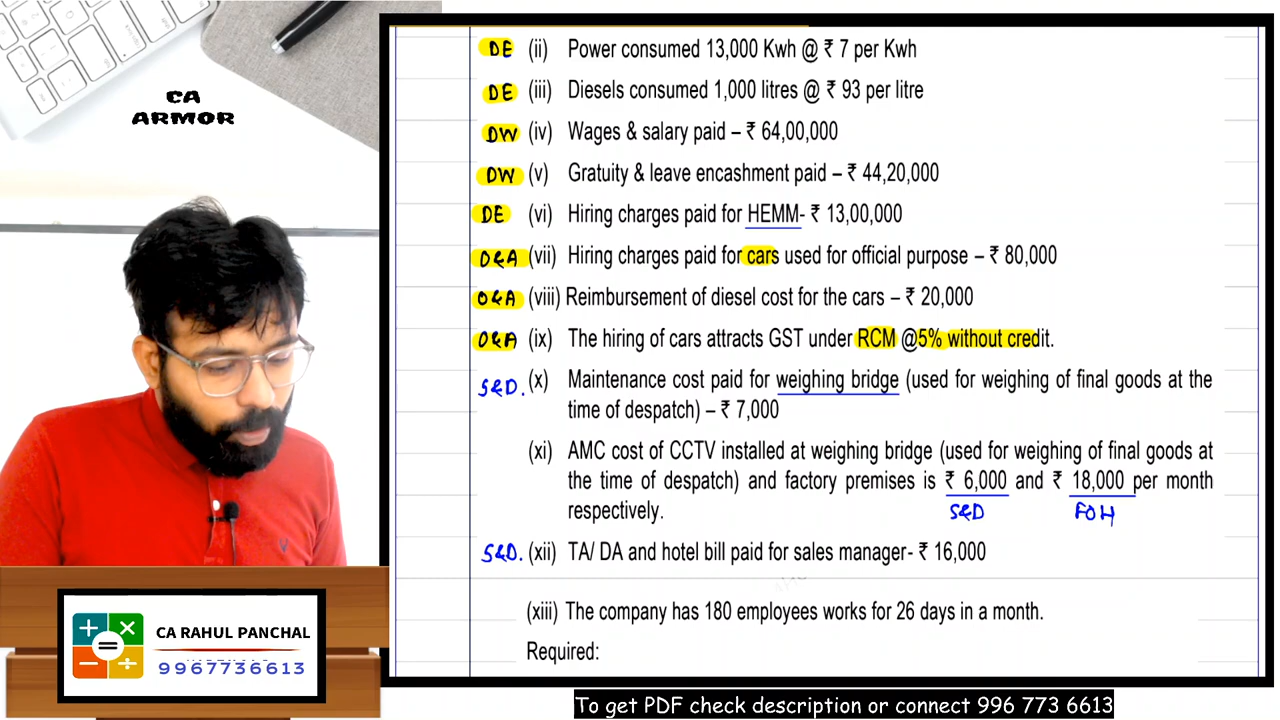 CA
ARMOR
DE (ii) Power consumed 13,000 Kwh @ ₹ 7 per Kwh
DE (iii) Diesels consumed 1,000 litres @ ₹ 93 per litre
DW (iv) Wages & salary paid – ₹ 64,00,000
DW (v) Gratuity & leave encashment paid – ₹ 44,20,000
DE (vi) Hiring charges paid for HEMM- ₹ 13,00,000
O&A (vii) Hiring charges paid for cars used for official purpose – ₹ 80,000
O&A (viii) Reimbursement of diesel cost for the cars – ₹ 20,000
O&A (ix) The hiring of cars attracts GST under RCM @5% without credit.
S&D. (x) Maintenance cost paid for weighing bridge (used for weighing of final goods at the
time of despatch) – ₹ 7,000
(xi) AMC cost of CCTV installed at weighing bridge (used for weighing of final goods at
the time of despatch) and factory premises is ₹ 6,000 and ₹ 18,000 per month
respectively. S&D FOH
S&D. (xii) TA/ DA and hotel bill paid for sales manager- ₹ 16,000
(xiii) The company has 180 employees works for 26 days in a month.
Required:
CA RAHUL PANCHAL
9967736613
To get PDF check description or connect 996 773 6613